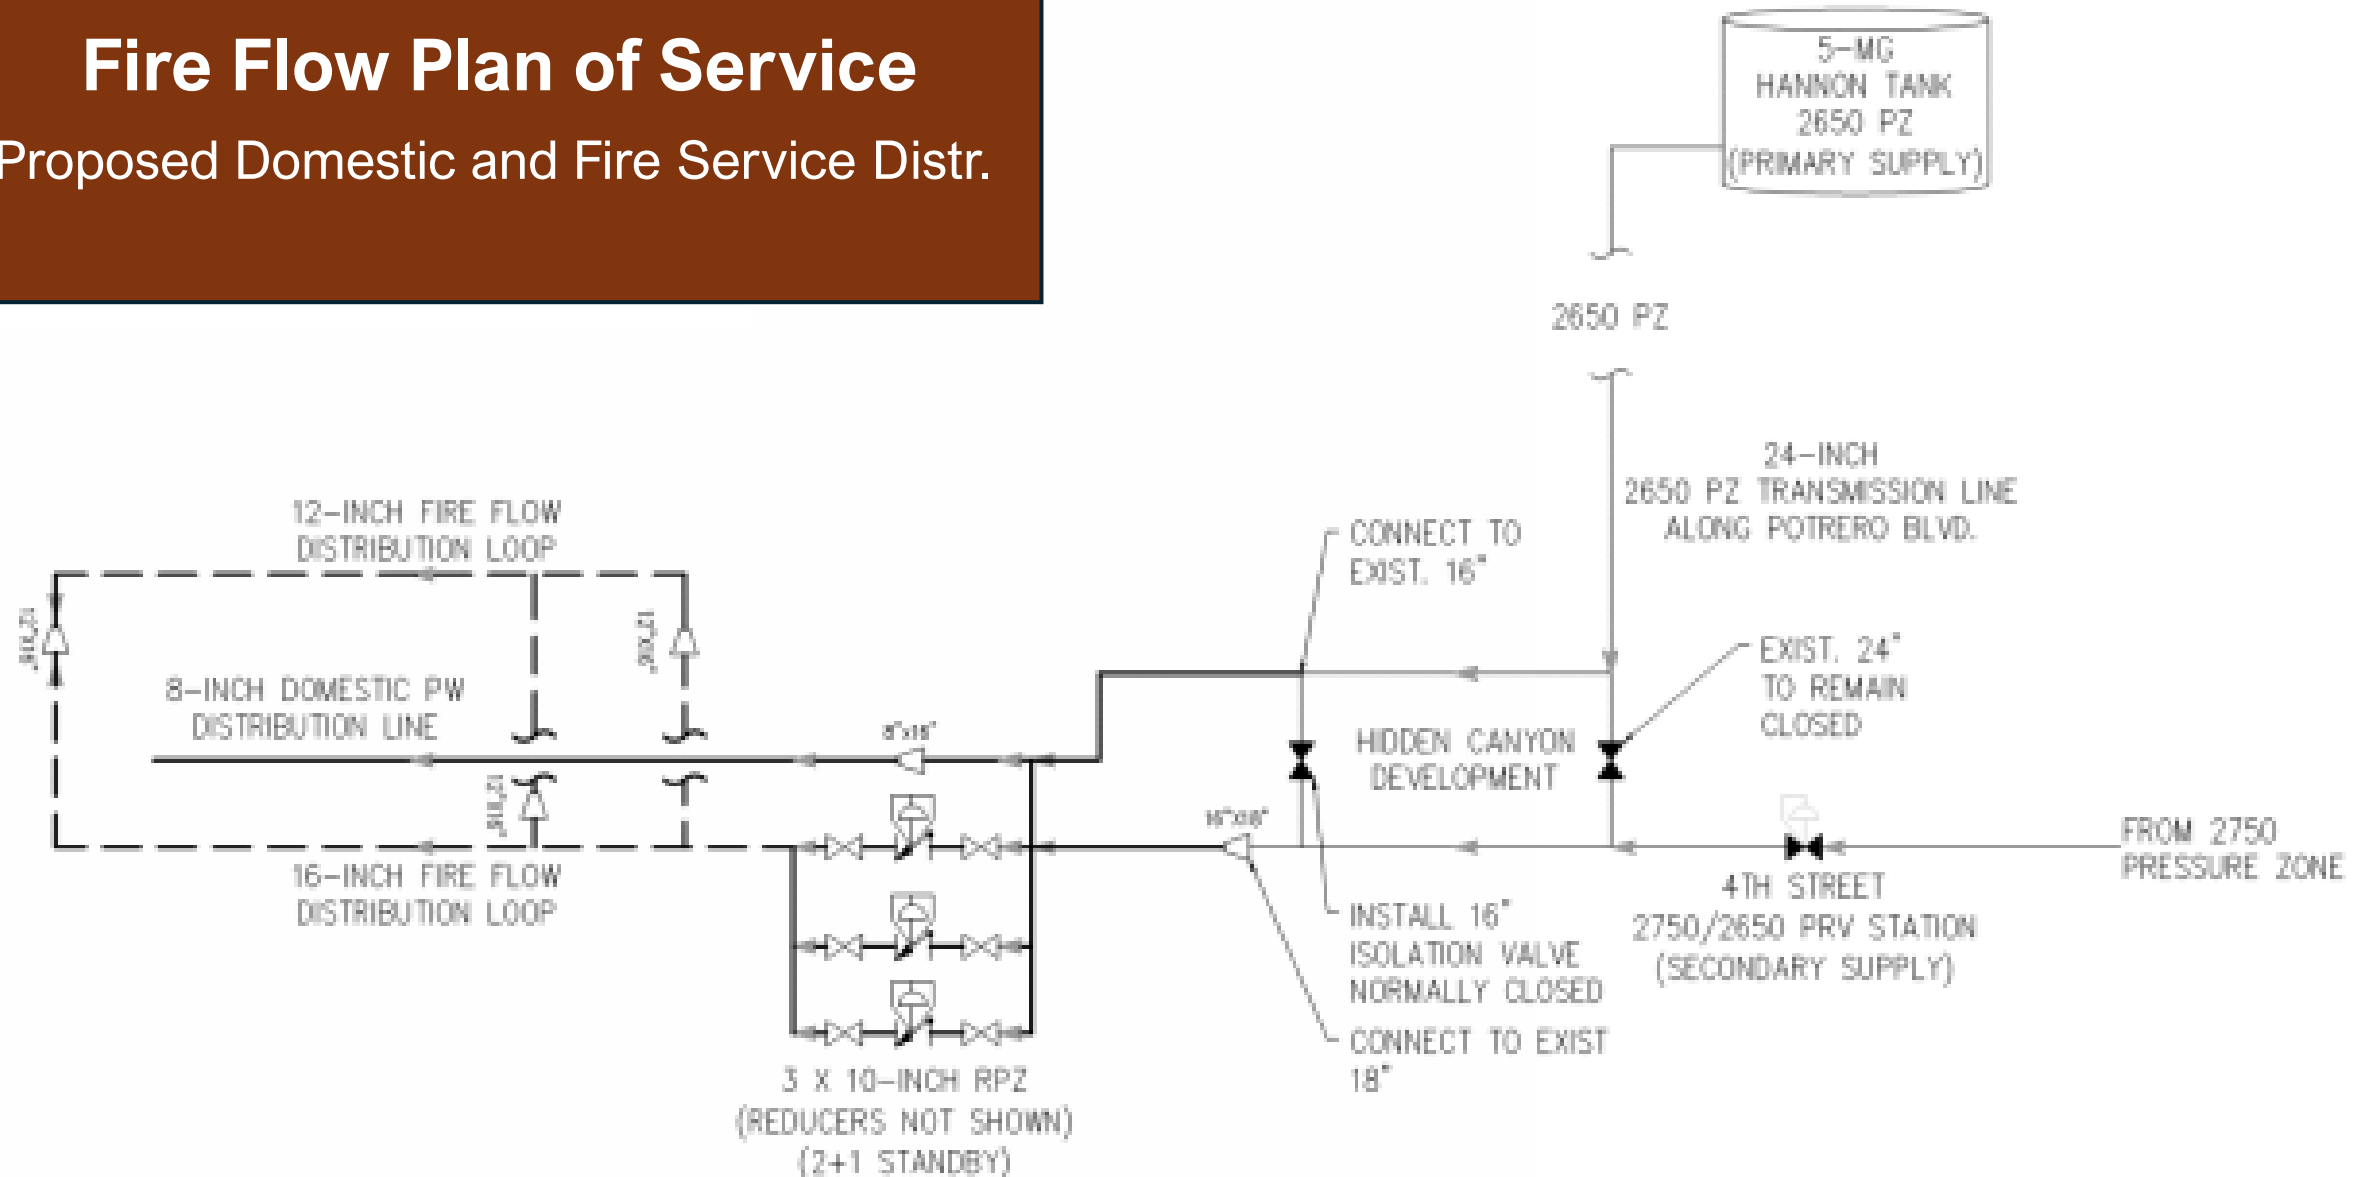 Fire Flow Plan of Service
Proposed Domestic and Fire Service Distr.
5-MG
HANNON TANK
2650 PZ
(PRIMARY SUPPLY)
2650 PZ
24-INCH
2650 PZ TRANSMISSION LINE
ALONG POTRERO BLVD.
12-INCH FIRE FLOW
DISTRIBUTION LOOP
CONNECT TO
EXIST. 16"
EXIST. 24"
TO REMAIN
CLOSED
8-INCH DOMESTIC PW
DISTRIBUTION LINE
8"x16"
HIDDEN CANYON
DEVELOPMENT
FROM 2750
PRESSURE ZONE
16-INCH FIRE FLOW
DISTRIBUTION LOOP
4TH STREET
2750/2650 PRV STATION
(SECONDARY SUPPLY)
INSTALL 16"
ISOLATION VALVE
NORMALLY CLOSED
CONNECT TO EXIST
18"
3 X 10-INCH RPZ
(REDUCERS NOT SHOWN)
(2+1 STANDBY)